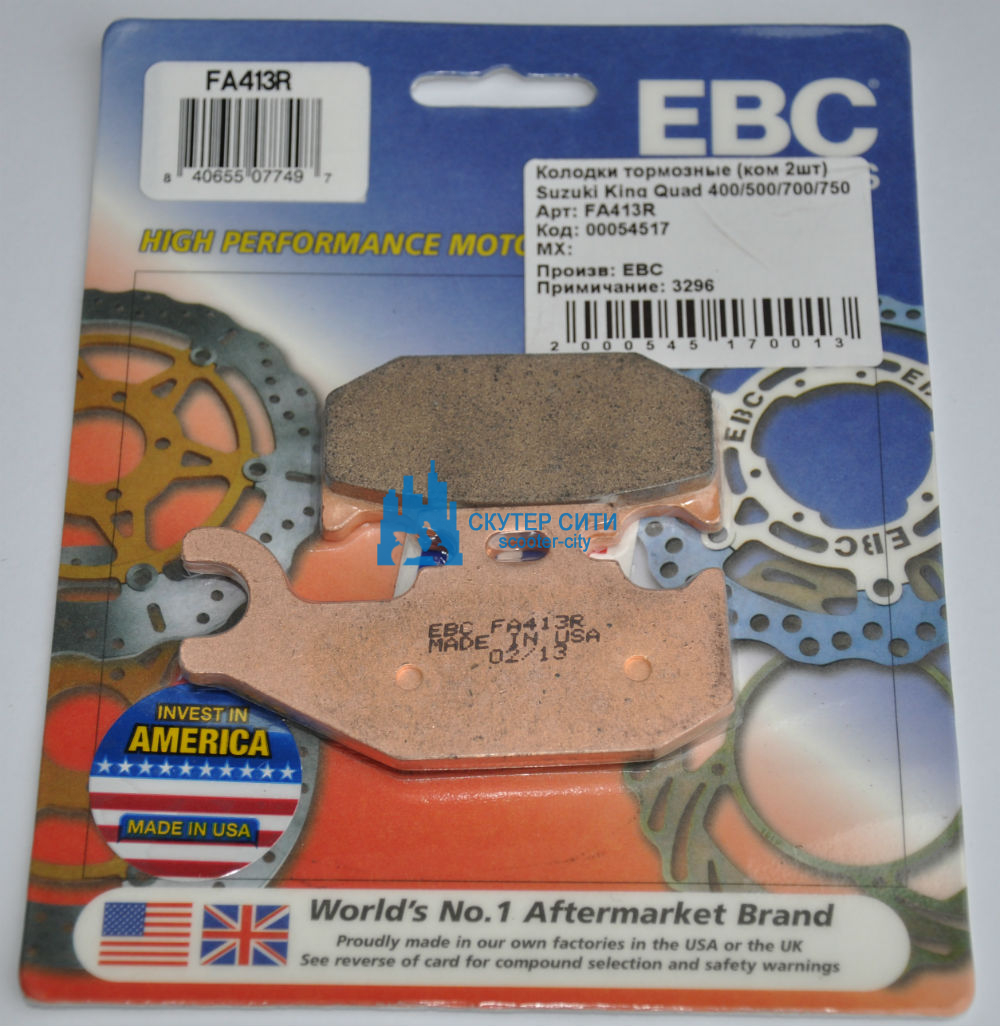 FA413R
8 40655 07749 7
EBC
HIGH PERFORMANCE
Колодки тормозные (ком 2шт)
Suzuki King Quad 400/500/700/750
Арт: FA413R
Код: 00054517
МХ:
Произв: EBC
Примичание: 3296
2 000545 170013
EBC
EBC
СКУТЕР СИТИ
scooter-city
EBC FA413R
MADE IN USA
02/13
INVEST IN
AMERICA
MADE IN USA
World's No.1 Aftermarket Brand
Proudly made in our own factories in the USA or the UK
See reverse of card for compound selection and safety warnings